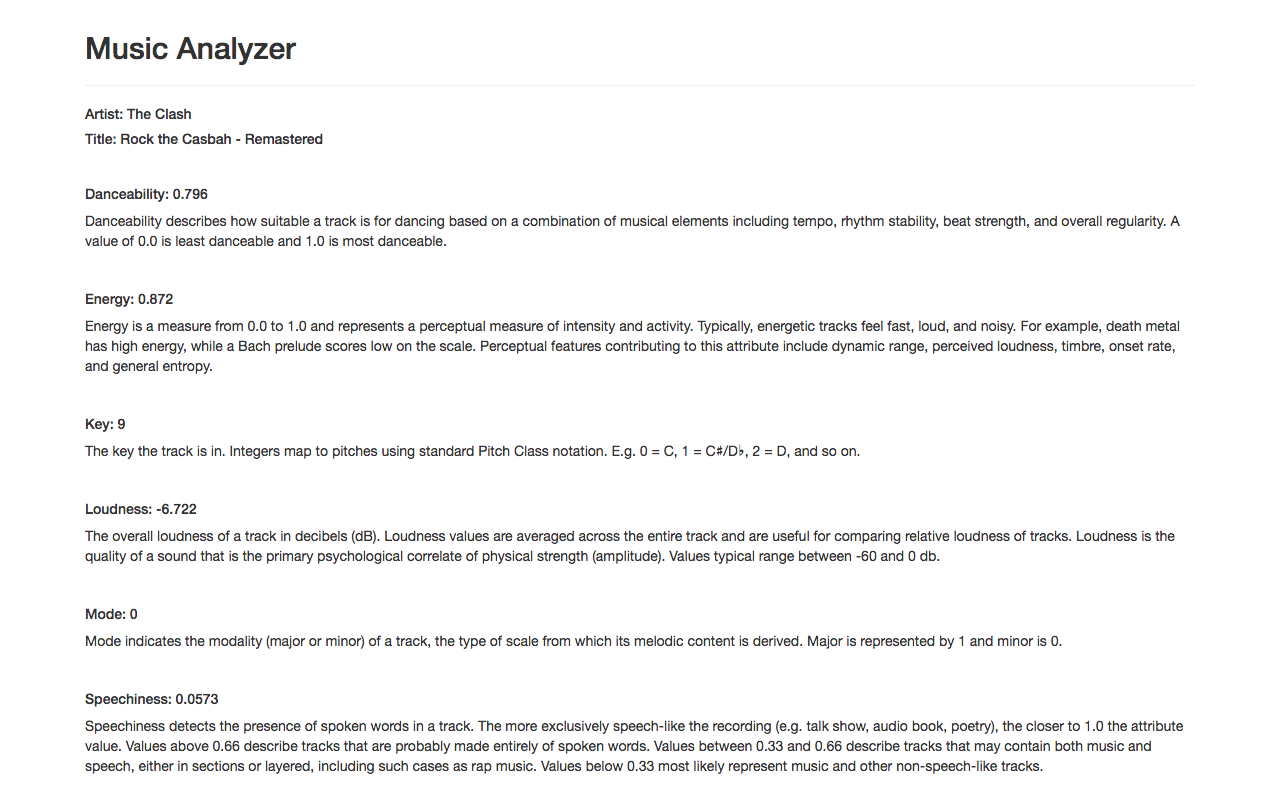 Music Analyzer
Artist: The Clash
Title: Rock the Casbah - Remastered
Danceability: 0.796
Danceability describes how suitable a track is for dancing based on a combination of musical elements including tempo, rhythm stability, beat strength, and overall regularity. A
value of 0.0 is least danceable and 1.0 is most danceable.
Energy: 0.872
Energy is a measure from 0.0 to 1.0 and represents a perceptual measure of intensity and activity. Typically, energetic tracks feel fast, loud, and noisy. For example, death metal
has high energy, while a Bach prelude scores low on the scale. Perceptual features contributing to this attribute include dynamic range, perceived loudness, timbre, onset rate,
and general entropy.
Key: 9
The key the track is in. Integers map to pitches using standard Pitch Class notation. E.g. 0 = C, 1 = C#/D♭, 2 = D, and so on.
Loudness: -6.722
The overall loudness of a track in decibels (dB). Loudness values are averaged across the entire track and are useful for comparing relative loudness of tracks. Loudness is the
quality of a sound that is the primary psychological correlate of physical strength (amplitude). Values typical range between -60 and 0 db.
Mode: 0
Mode indicates the modality (major or minor) of a track, the type of scale from which its melodic content is derived. Major is represented by 1 and minor is 0.
Speechiness: 0.0573
Speechiness detects the presence of spoken words in a track. The more exclusively speech-like the recording (e.g. talk show, audio book, poetry), the closer to 1.0 the attribute
value. Values above 0.66 describe tracks that are probably made entirely of spoken words. Values between 0.33 and 0.66 describe tracks that may contain both music and
speech, either in sections or layered, including such cases as rap music. Values below 0.33 most likely represent music and other non-speech-like tracks.